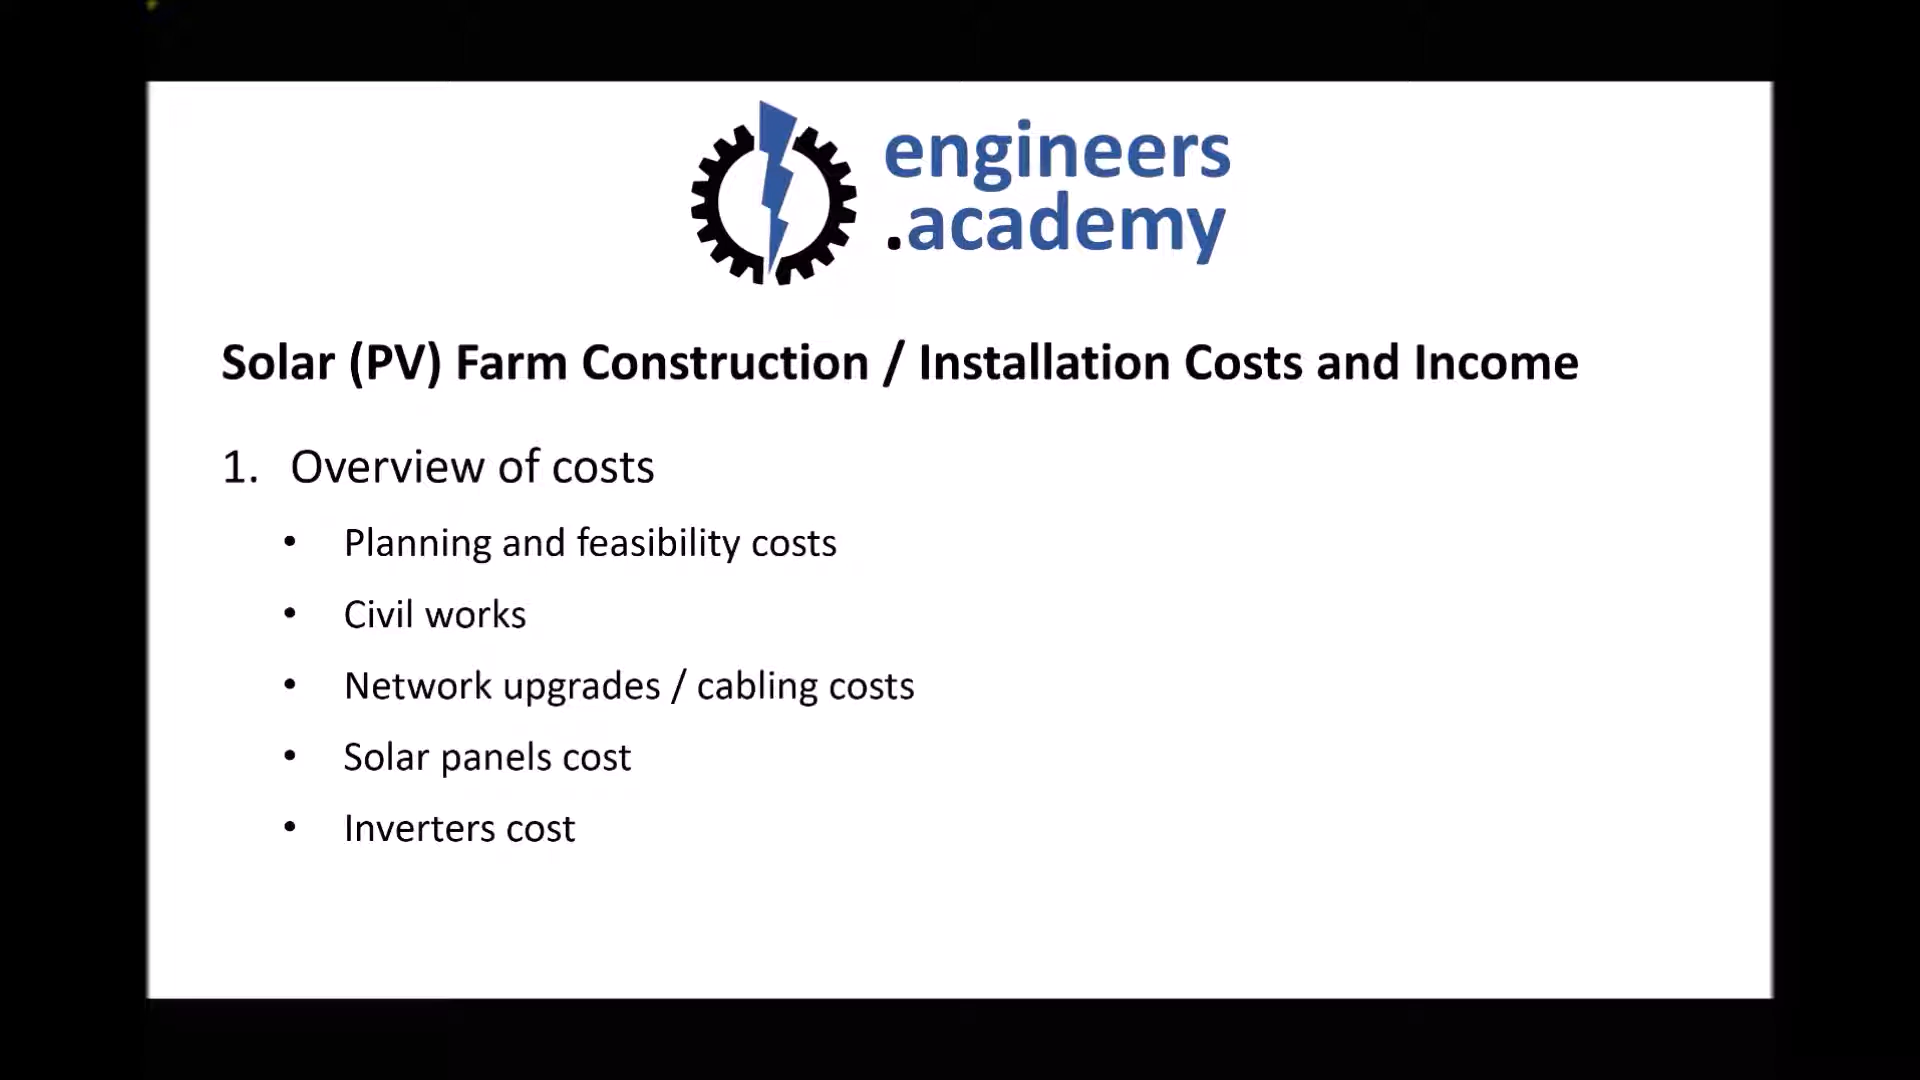 engineers
.academy
Solar (PV) Farm Construction / Installation Costs and Income
1. Overview of costs
• Planning and feasibility costs
• Civil works
• Network upgrades / cabling costs
• Solar panels cost
• Inverters cost